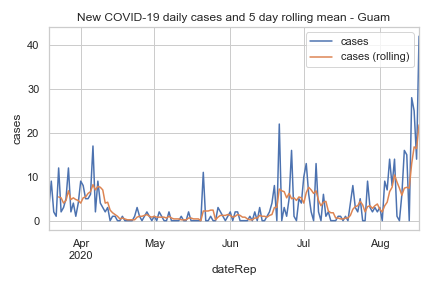 New COVID-19 daily cases and 5 day rolling mean - Guam
cases
cases (rolling)
40
30
20
10
0
cases
Apr
2020
May
Jun
Jul
Aug
dateRep